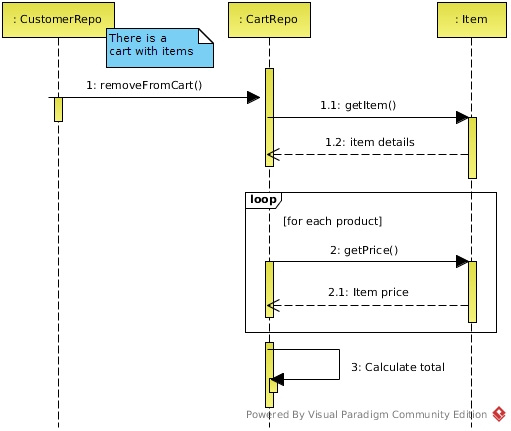 : CustomerRepo
: CartRepo
: Item
There is a
cart with items
1: removeFromCart()
1.1: getItem()
1.2: item details
loop
[for each product]
2: getPrice()
2.1: Item price
3: Calculate total
Powered By Visual Paradigm Community Edition